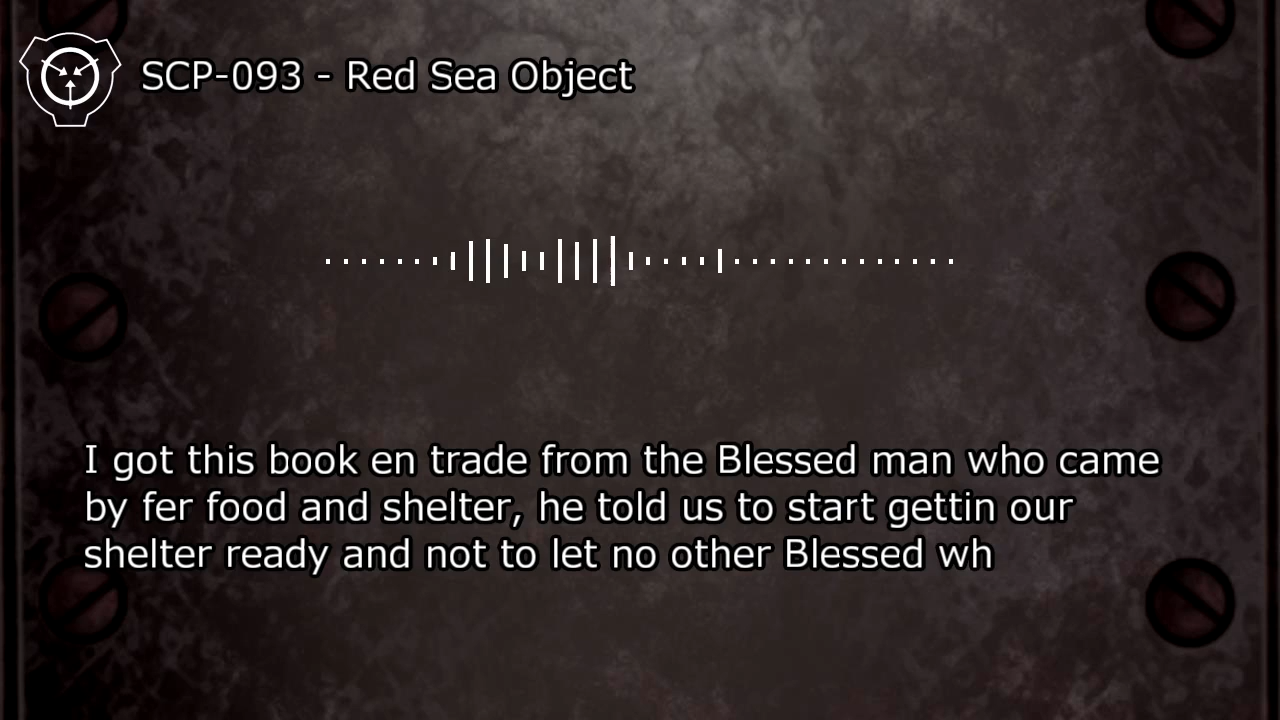 SCP-093 - Red Sea Object
I got this book en trade from the Blessed man who came
by fer food and shelter, he told us to start gettin our
shelter ready and not to let no other Blessed wh